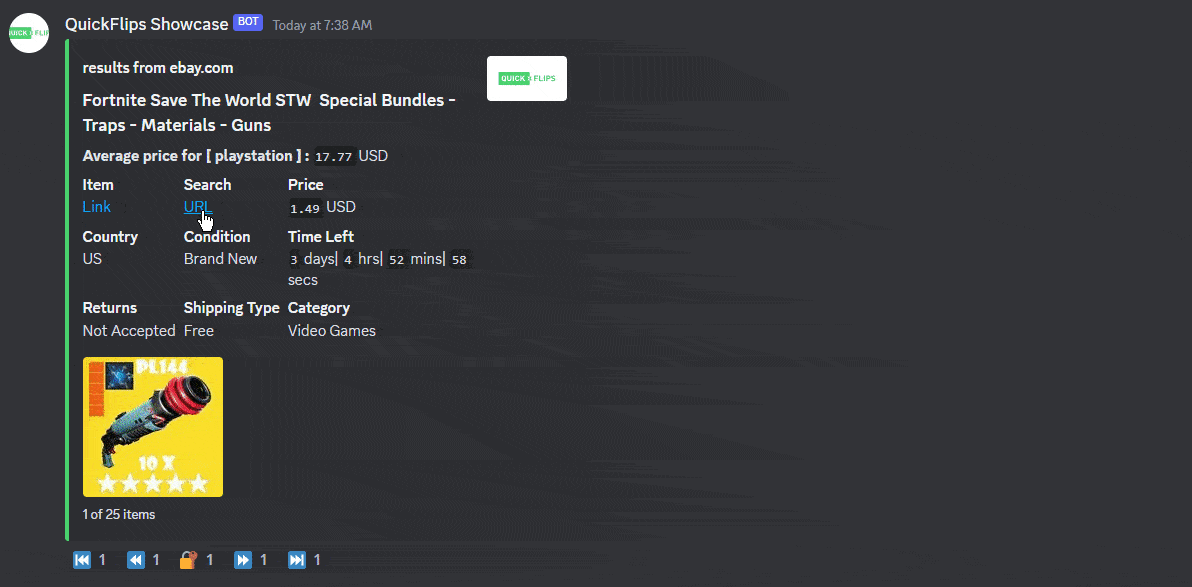 QUICK FLIP
QuickFlips Showcase BOT Today at 7:38 AM
results from ebay.com
QUICK FLIPS
Fortnite Save The World STW Special Bundles -
Traps - Materials - Guns
Average price for [ playstation ] : 17.77 USD
Item Search Price
Link URL 1.49 USD
Country Condition Time Left
US Brand New 3 days| 4 hrs| 52 mins| 58
secs
Returns Shipping Type Category
Not Accepted Free Video Games
PL144
10 X
1 of 25 items
1 1 1 1 1